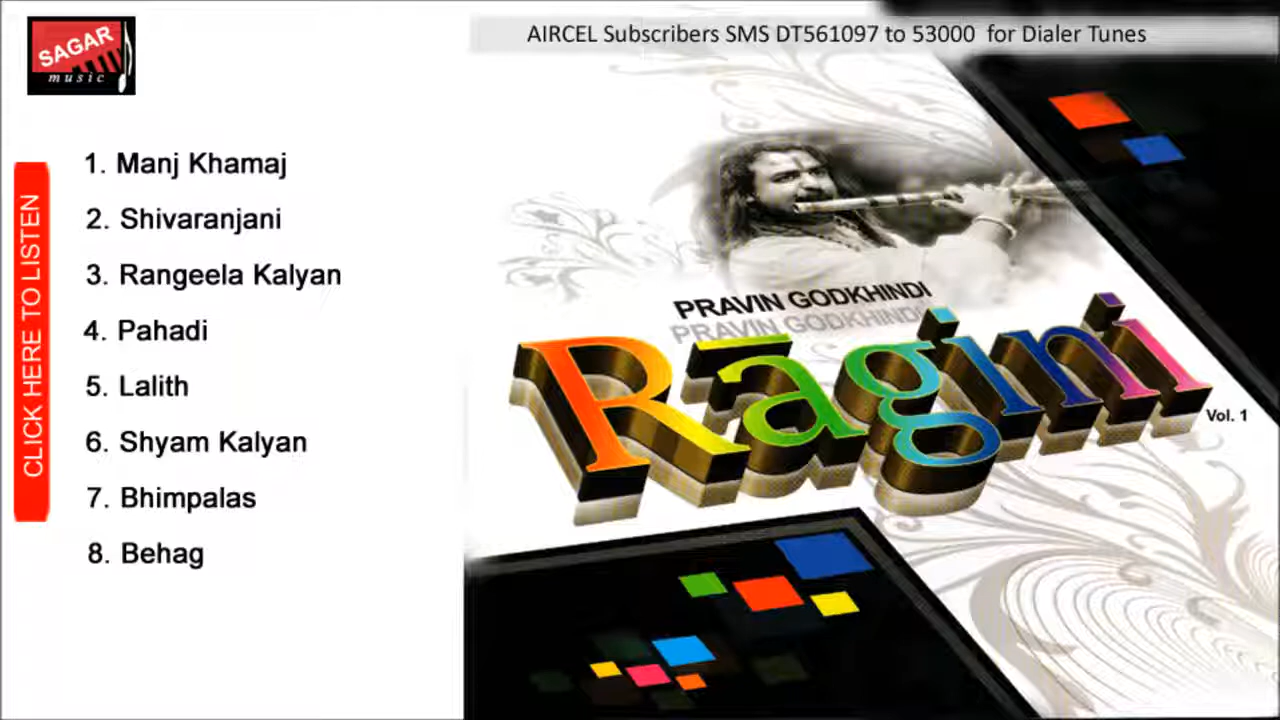 SAGAR
music
AIRCEL Subscribers SMS DT561097 to 53000 for Dialer Tunes
CLICK HERE TO LISTEN
1. Manj Khamaj
2. Shivaranjani
3. Rangeela Kalyan
4. Pahadi
5. Lalith
6. Shyam Kalyan
7. Bhimpalas
8. Behag
PRAVIN GODKHINDI
PRAVIN GODKHINDI
Rāgini
Vol. 1